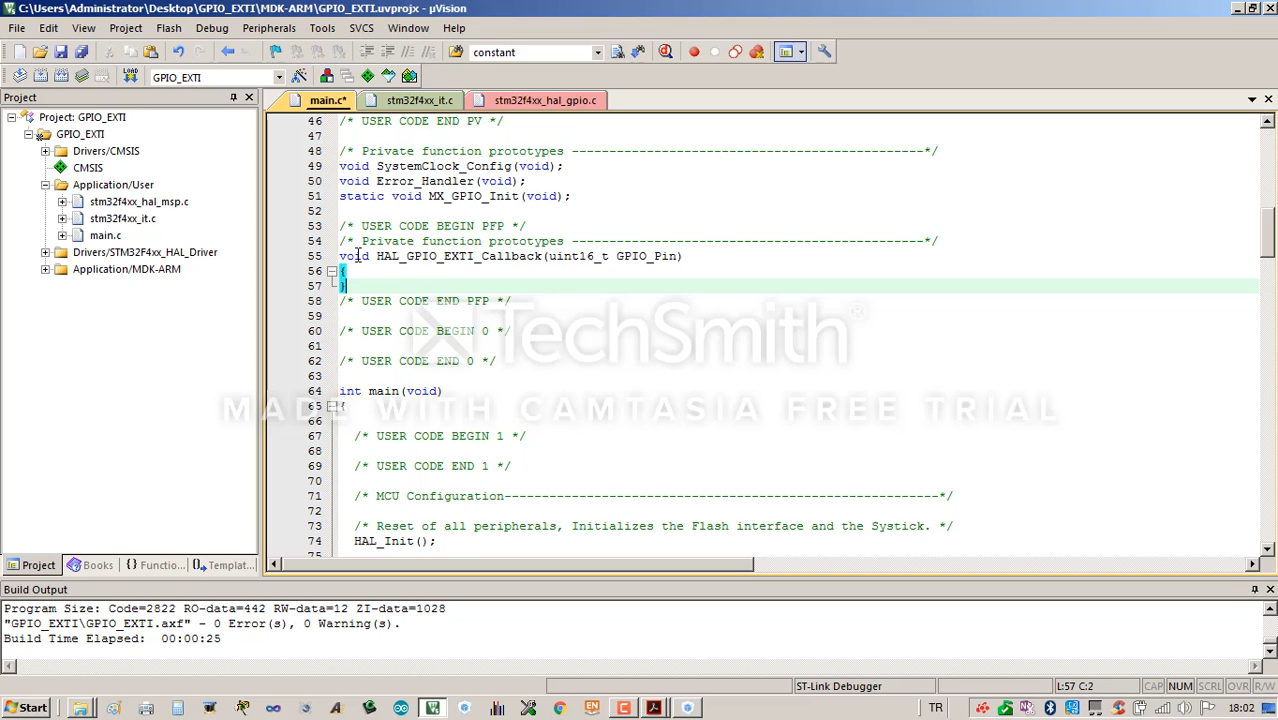 C:\Users\Administrator\Desktop\GPIO_EXTI\MDK-ARM\GPIO_EXTI.uvprojx - µVision
File Edit View Project Flash Debug Peripherals Tools SVCS Window Help
constant
LOAD GPIO_EXTI
Project
main.c* stm32f4xx_it.c stm32f4xx_hal_gpio.c
Project: GPIO_EXTI
GPIO_EXTI
Drivers/CMSIS
CMSIS
Application/User
stm32f4xx_hal_msp.c
stm32f4xx_it.c
main.c
Drivers/STM32F4xx_HAL_Driver
Application/MDK-ARM
46 /* USER CODE END PV */
47
48 /* Private function prototypes -----------------------------------------------*/
49 void SystemClock_Config(void);
50 void Error_Handler(void);
51 static void MX_GPIO_Init(void);
52
53 /* USER CODE BEGIN PFP */
54 /* Private function prototypes -----------------------------------------------*/
55 void HAL_GPIO_EXTI_Callback(uint16_t GPIO_Pin)
56 {
57 }
58 /* USER CODE END PFP */
59
60 /* USER CODE BEGIN 0 */
61
62 /* USER CODE END 0 */
63
64 int main(void)
65 {
66
67 /* USER CODE BEGIN 1 */
68
69 /* USER CODE END 1 */
70
71 /* MCU Configuration----------------------------------------------------------*/
72
73 /* Reset of all peripherals, Initializes the Flash interface and the Systick. */
74 HAL_Init();
75
TechSmith®
MADE WITH CAMTASIA FREE TRIAL
Project Books {} Functio... Templat...
Build Output
Program Size: Code=2822 RO-data=442 RW-data=12 ZI-data=1028
"GPIO_EXTI\GPIO_EXTI.axf" - 0 Error(s), 0 Warning(s).
Build Time Elapsed: 00:00:25
ST-Link Debugger L:57 C:2 CAP NUM SCRL OVR R/W
Start EN TR 18:02